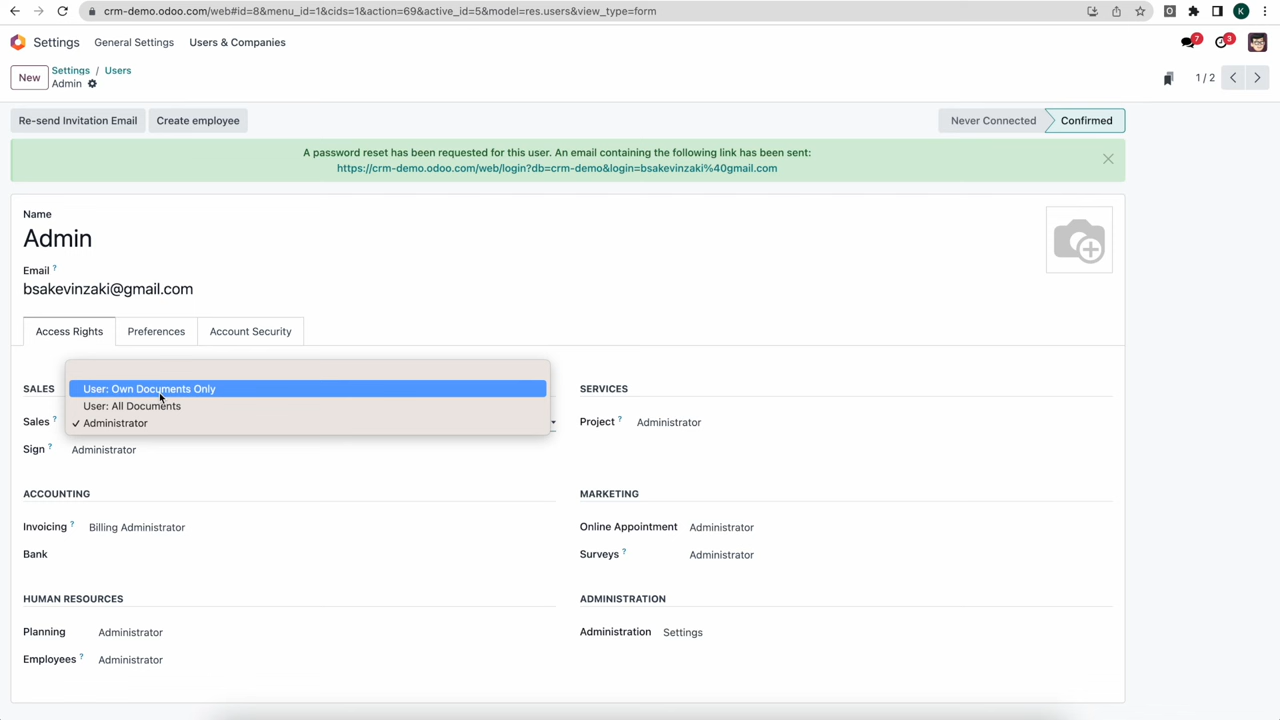 crm-demo.odoo.com/web#id=8&menu_id=1&cids=1&action=69&active_id=5&model=res.users&view_type=form
K
Settings General Settings Users & Companies 7 3
New Settings / Users
Admin 1 / 2
Re-send Invitation Email Create employee Never Connected Confirmed
A password reset has been requested for this user. An email containing the following link has been sent:
https://crm-demo.odoo.com/web/login?db=crm-demo&login=bsakevinzaki%40gmail.com
Name
Admin
Email ?
bsakevinzaki@gmail.com
Access Rights Preferences Account Security
SALES User: Own Documents Only SERVICES
User: All Documents
Sales ? ✓ Administrator Project ? Administrator
Sign ? Administrator
ACCOUNTING MARKETING
Invoicing ? Billing Administrator Online Appointment Administrator
Bank Surveys ? Administrator
HUMAN RESOURCES ADMINISTRATION
Planning Administrator Administration Settings
Employees ? Administrator